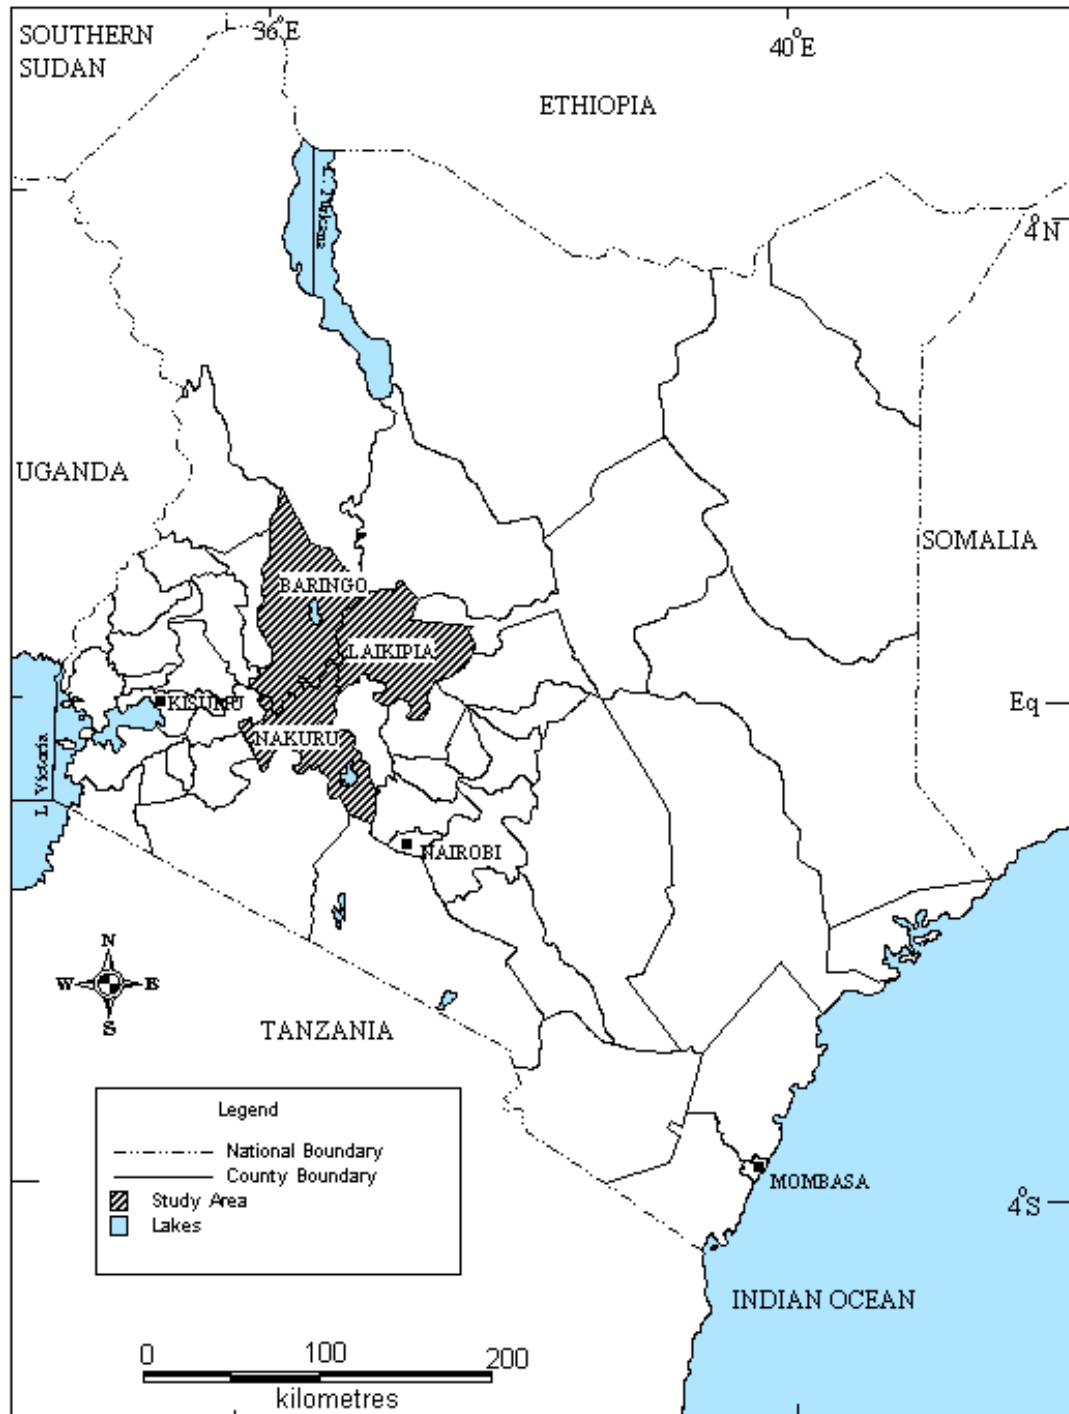 SOUTHERN
SUDAN
36°E
40°E
ETHIOPIA
L. Turkana
4°N
UGANDA
SOMALIA
BARINGO
LAIKIPIA
KISUMU
Eq
NAKURU
L Victoria
NAIROBI
N
W E
S
TANZANIA
Legend
National Boundary
County Boundary
Study Area
Lakes
MOMBASA
4°S
INDIAN OCEAN
0 100 200
kilometres